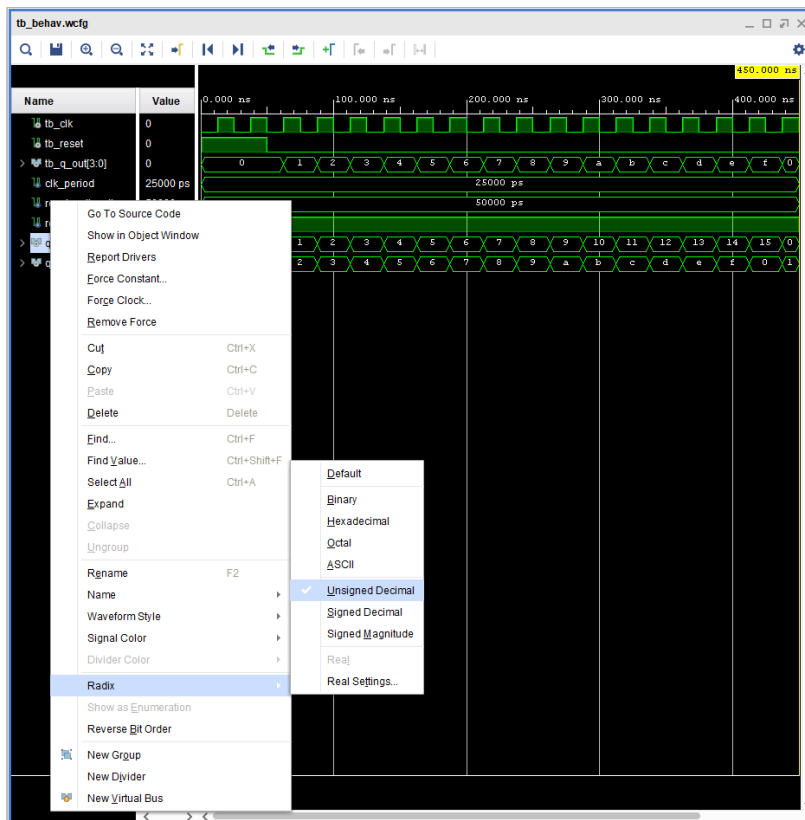 tb_behav.wcfg
450.000 ns
Name Value 0.000 ns 100.000 ns 200.000 ns 300.000 ns 400.000 ns
tb_clk 0
tb_reset 0
tb_q_out[3:0] 0 0 1 2 3 4 5 6 7 8 9 a b c d e f 0
clk_period 25000 ps 25000 ps
50000 ps
1 2 3 4 5 6 7 8 9 10 11 12 13 14 15 0
2 3 4 5 6 7 8 9 a b c d e f 0 1
Go To Source Code
Show in Object Window
Report Drivers
Force Constant...
Force Clock...
Remove Force
Cut Ctrl+X
Copy Ctrl+C
Paste Ctrl+V
Delete Delete
Find... Ctrl+F
Find Value... Ctrl+Shift+F
Select All Ctrl+A
Expand
Collapse
Ungroup
Rename F2
Name
Waveform Style
Signal Color
Divider Color
Radix
Show as Enumeration
Reverse Bit Order
New Group
New Divider
New Virtual Bus
Default
Binary
Hexadecimal
Octal
ASCII
Unsigned Decimal
Signed Decimal
Signed Magnitude
Real
Real Settings...